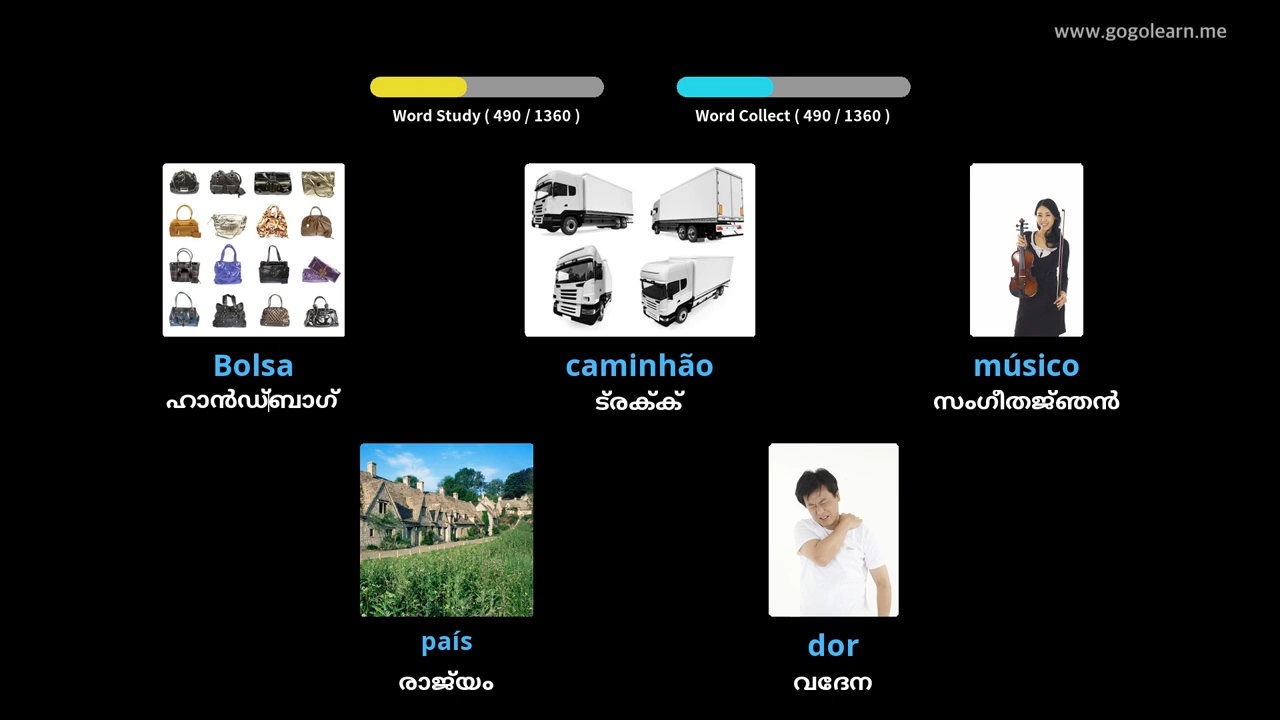 www.gogolearn.me
Word Study ( 490 / 1360 )
Word Collect ( 490 / 1360 )
Bolsa
ഹാൻഡ്ബാഗ്
caminhão
ട്രക്ക്
músico
സംഗീതജ്ഞൻ
país
രാജ്യം
dor
വേദന